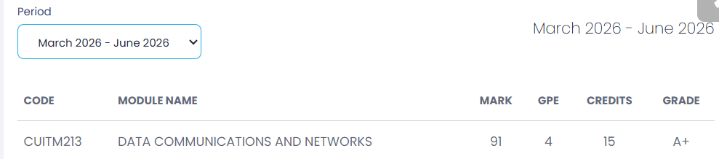 Period
March 2026 - June 2026
March 2026 - June 2026
CODE MODULE NAME MARK GPE CREDITS GRADE
CUITM213 DATA COMMUNICATIONS AND NETWORKS 91 4 15 A+